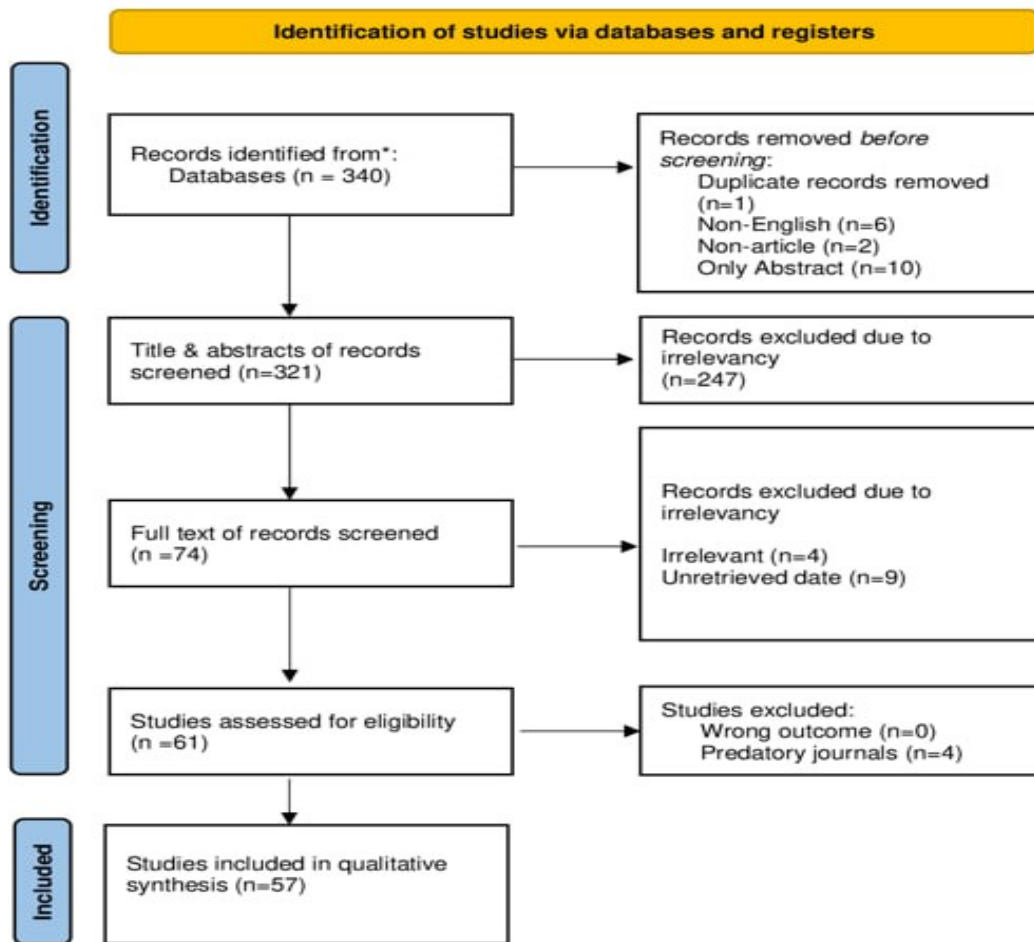 Identification of studies via databases and registers
Identification
Records identified from*:
Databases (n = 340)
Records removed before
screening:
Duplicate records removed
(n=1)
Non-English (n=6)
Non-article (n=2)
Only Abstract (n=10)
Screening
Title & abstracts of records
screened (n=321)
Records excluded due to
irrelevancy
(n=247)
Full text of records screened
(n =74)
Records excluded due to
irrelevancy
Irrelevant (n=4)
Unretrieved date (n=9)
Studies assessed for eligibility
(n =61)
Studies excluded:
Wrong outcome (n=0)
Predatory journals (n=4)
Included
Studies included in qualitative
synthesis (n=57)